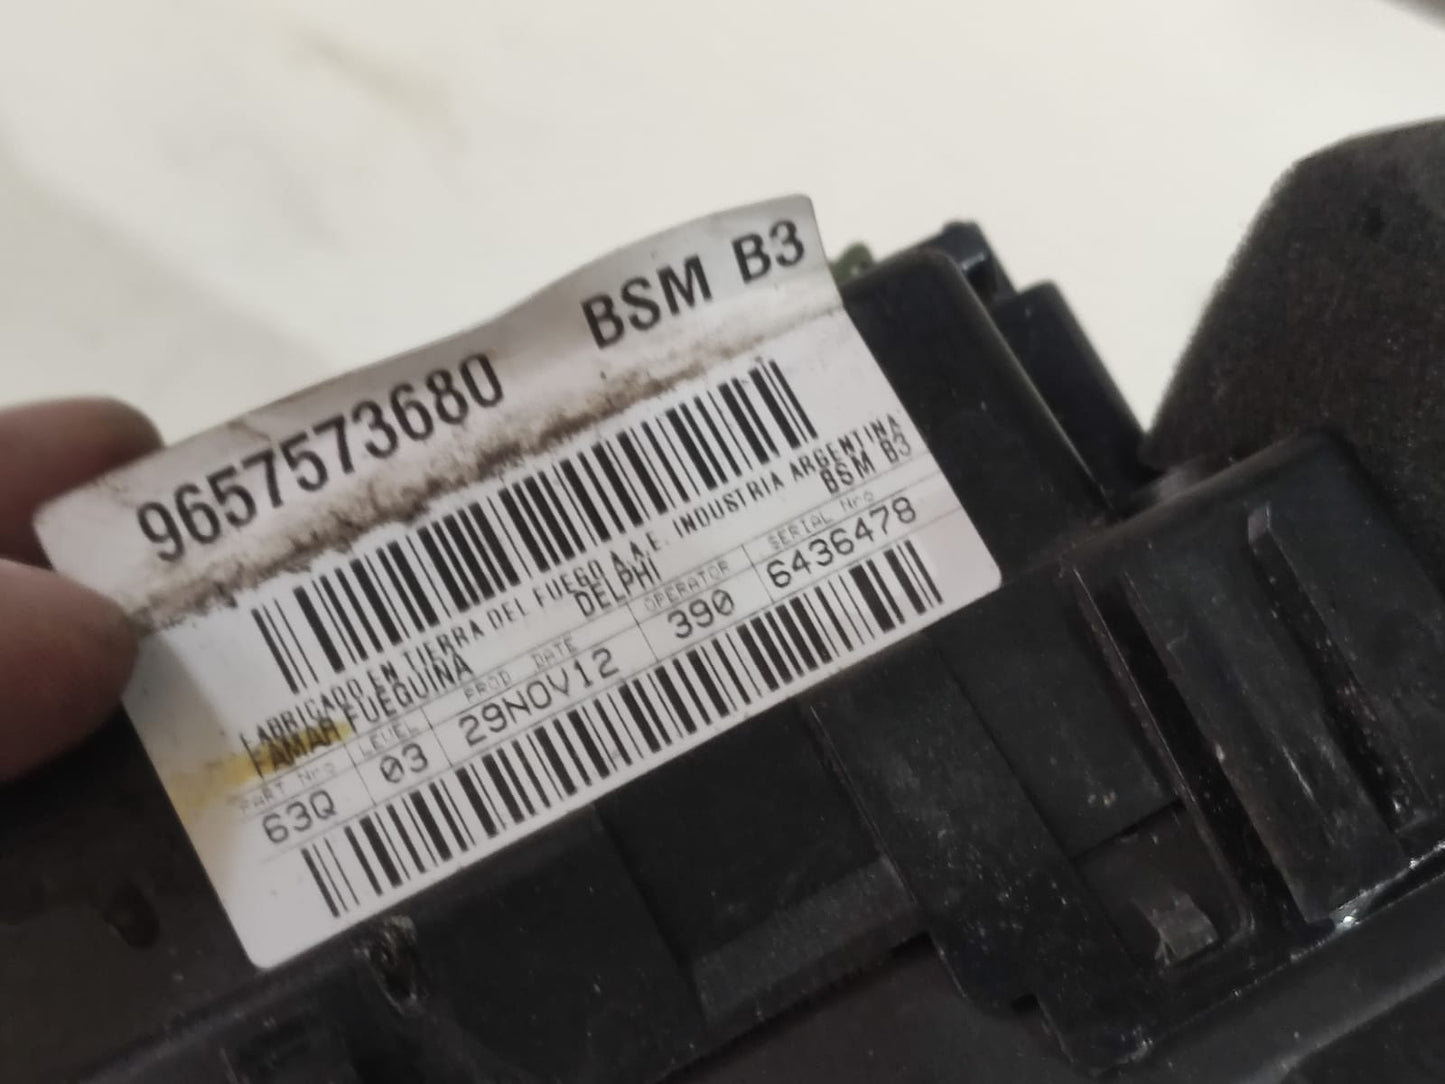 9657573680 BSM B3
FABRICADO EN TIERRA DEL FUEGO A.A.E. INDUSTRIA ARGENTINA
FAMAR FUEGUINA DELPHI BSM B3
PART Nro LEVEL PROD DATE OPERATOR SERIAL Nro
63Q 03 29NOV12 390 6436478